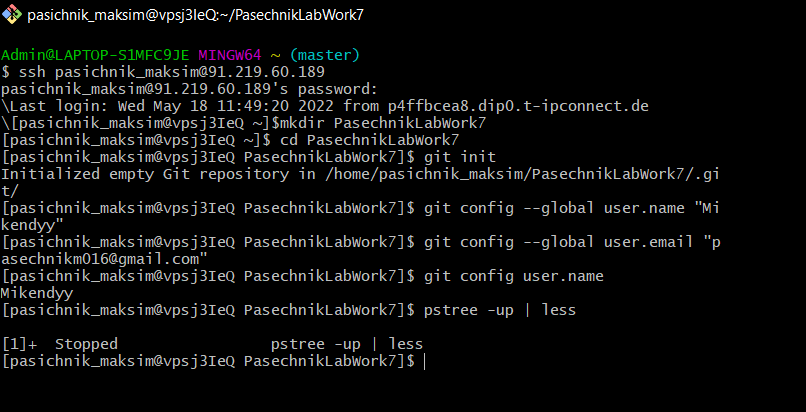 pasichnik_maksim@vpsj3IeQ:~/PasechnikLabWork7
Admin@LAPTOP-S1MFC9JE MINGW64 ~ (master)
$ ssh pasichnik_maksim@91.219.60.189
pasichnik_maksim@91.219.60.189's password:
\Last login: Wed May 18 11:49:20 2022 from p4ffbcea8.dip0.t-ipconnect.de
\[pasichnik_maksim@vpsj3IeQ ~]$mkdir PasechnikLabWork7
[pasichnik_maksim@vpsj3IeQ ~]$ cd PasechnikLabWork7
[pasichnik_maksim@vpsj3IeQ PasechnikLabWork7]$ git init
Initialized empty Git repository in /home/pasichnik_maksim/PasechnikLabWork7/.gi
t/
[pasichnik_maksim@vpsj3IeQ PasechnikLabWork7]$ git config --global user.name "Mi
kendyy"
[pasichnik_maksim@vpsj3IeQ PasechnikLabWork7]$ git config --global user.email "p
asechnikm016@gmail.com"
[pasichnik_maksim@vpsj3IeQ PasechnikLabWork7]$ git config user.name
Mikendyy
[pasichnik_maksim@vpsj3IeQ PasechnikLabWork7]$ pstree -up | less
[1]+  Stopped                 pstree -up | less
[pasichnik_maksim@vpsj3IeQ PasechnikLabWork7]$